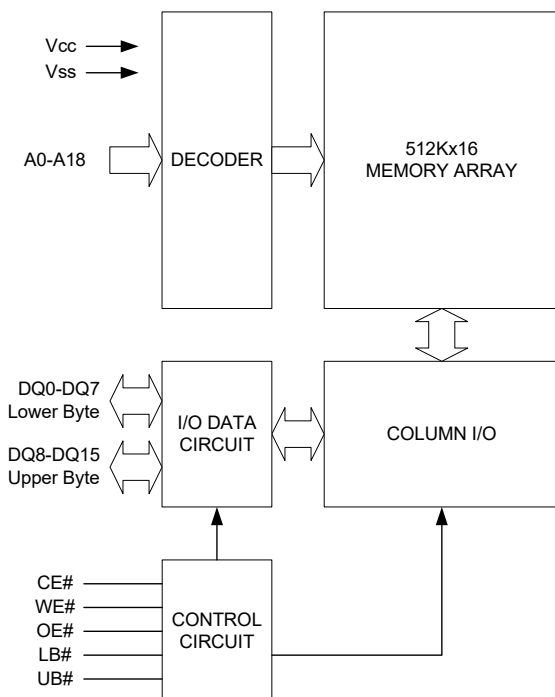 Vcc
Vss
A0-A18
DECODER
512Kx16
MEMORY ARRAY
DQ0-DQ7
Lower Byte
DQ8-DQ15
Upper Byte
I/O DATA
CIRCUIT
COLUMN I/O
CE#
WE#
OE#
LB#
UB#
CONTROL
CIRCUIT